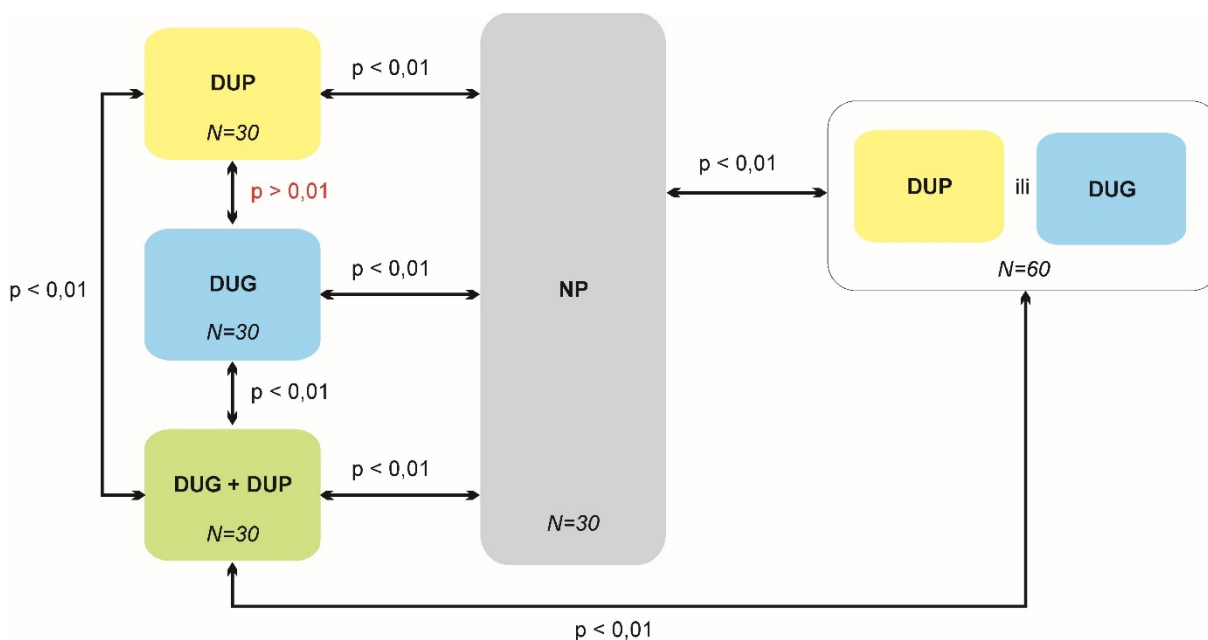 DUP
N=30
p < 0,01
p > 0,01
DUG
N=30
p < 0,01
p < 0,01
p < 0,01
DUG + DUP
N=30
p < 0,01
NP
N=30
p < 0,01
DUP ili DUG
N=60
p < 0,01